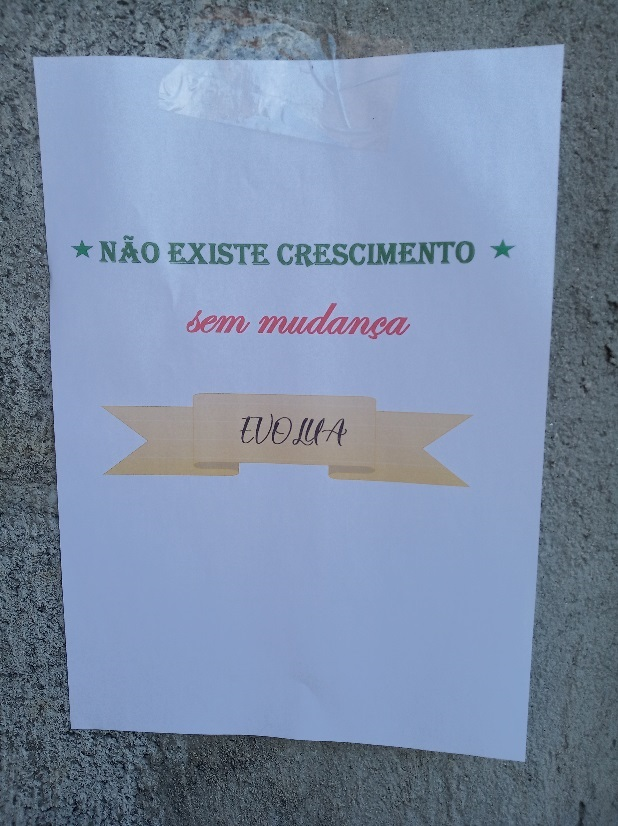 ★ NÃO EXISTE CRESCIMENTO ★
sem mudança
EVOLUA